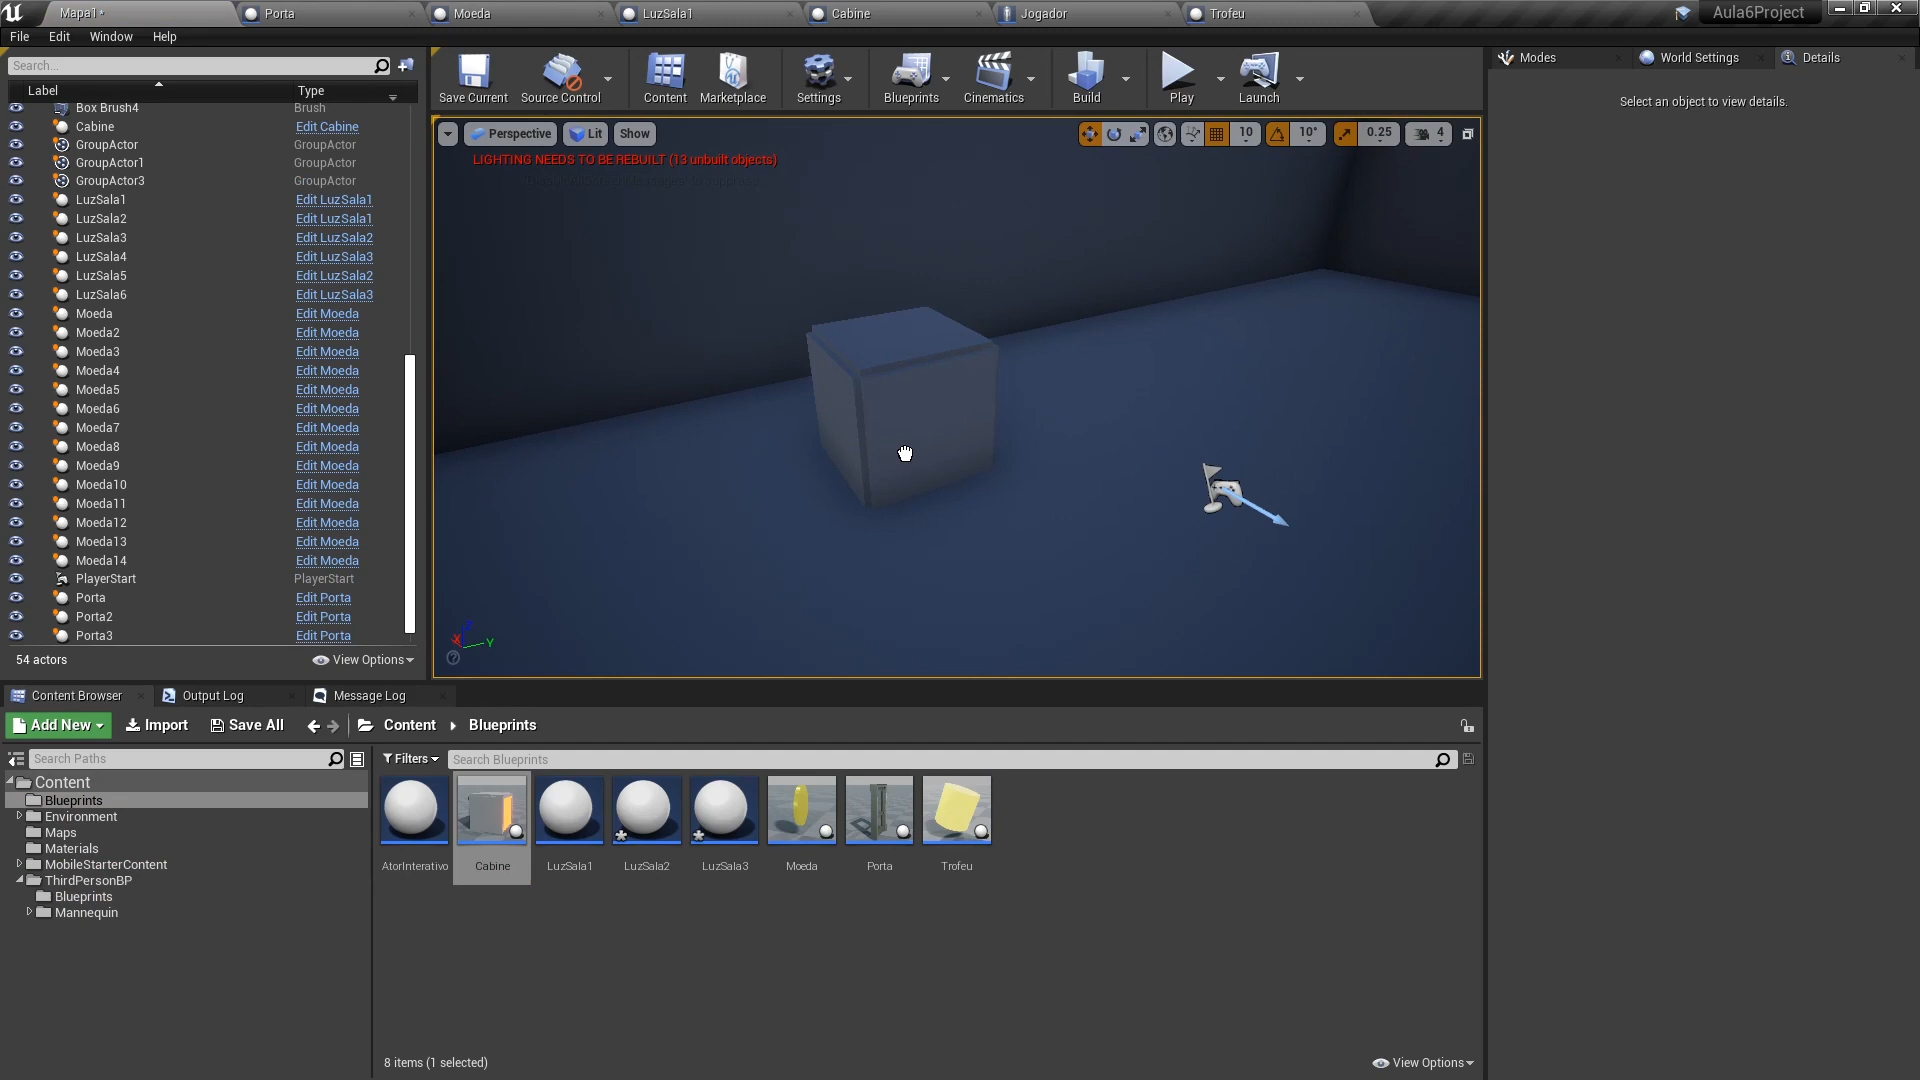 Mapa1*
Porta
Moeda
LuzSala1
Cabine
Jogador
Trofeu
Aula6Project
File
Edit
Window
Help
Search...
Label
Type
Box Brush4 Brush
Cabine Edit Cabine
GroupActor GroupActor
GroupActor1 GroupActor
GroupActor3 GroupActor
LuzSala1 Edit LuzSala1
LuzSala2 Edit LuzSala1
LuzSala3 Edit LuzSala2
LuzSala4 Edit LuzSala3
LuzSala5 Edit LuzSala2
LuzSala6 Edit LuzSala3
Moeda Edit Moeda
Moeda2 Edit Moeda
Moeda3 Edit Moeda
Moeda4 Edit Moeda
Moeda5 Edit Moeda
Moeda6 Edit Moeda
Moeda7 Edit Moeda
Moeda8 Edit Moeda
Moeda9 Edit Moeda
Moeda10 Edit Moeda
Moeda11 Edit Moeda
Moeda12 Edit Moeda
Moeda13 Edit Moeda
Moeda14 Edit Moeda
PlayerStart PlayerStart
Porta Edit Porta
Porta2 Edit Porta
Porta3 Edit Porta
54 actors
View Options
Save Current
Source Control
Content
Marketplace
Settings
Blueprints
Cinematics
Build
Play
Launch
Perspective
Lit
Show
10
10°
0.25
4
LIGHTING NEEDS TO BE REBUILT (13 unbuilt objects)
X
Y
Z
Modes
World Settings
Details
Select an object to view details.
Content Browser
Output Log
Message Log
Add New
Import
Save All
Content
Blueprints
Search Paths
Filters
Search Blueprints
Content
Blueprints
Environment
Maps
Materials
MobileStarterContent
ThirdPersonBP
Blueprints
Mannequin
AtorInterativo
Cabine
LuzSala1
LuzSala2
LuzSala3
Moeda
Porta
Trofeu
8 items (1 selected)
View Options